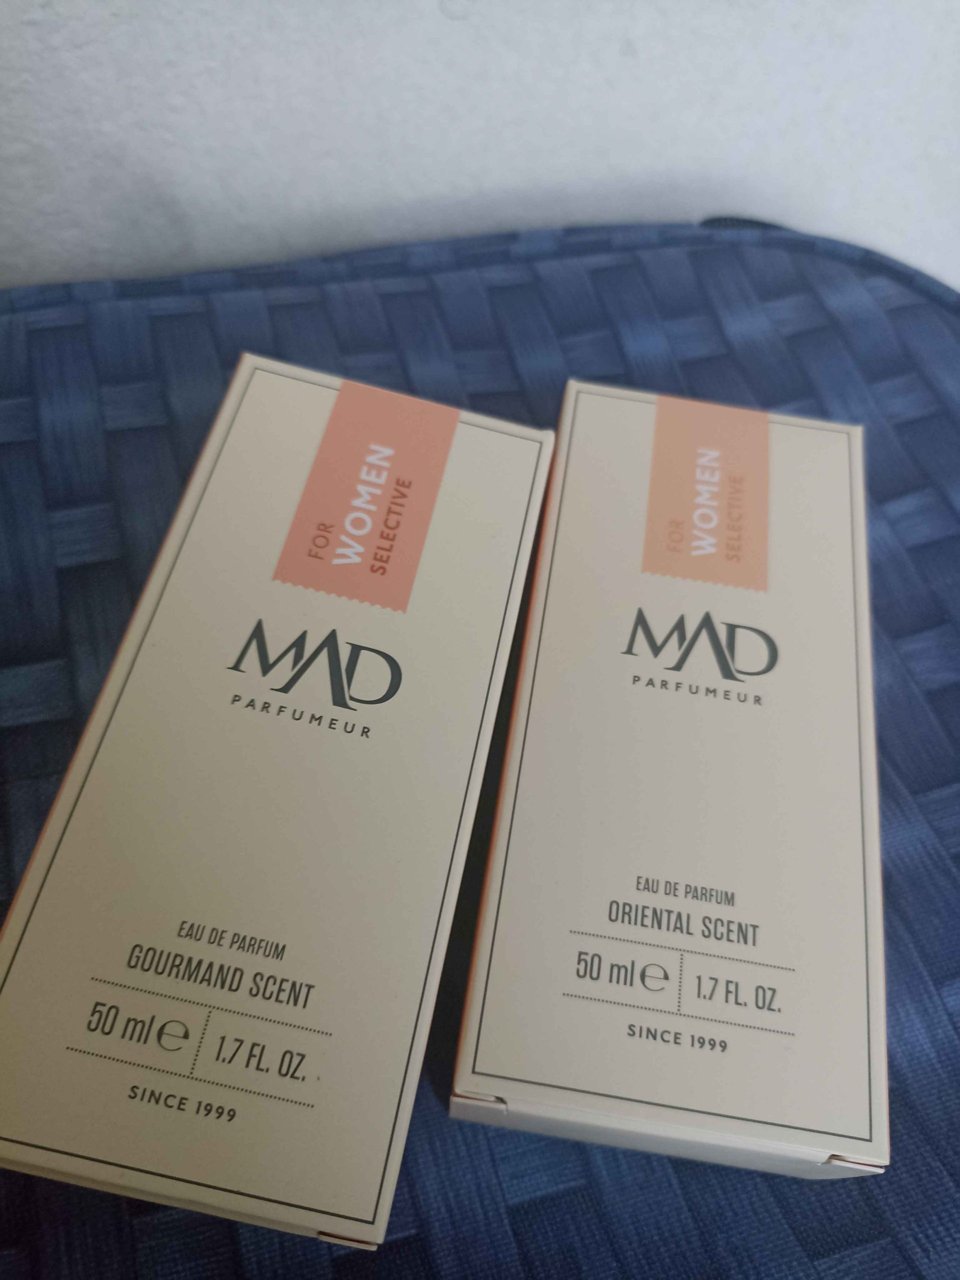 FOR
WOMEN
SELECTIVE
MAD
PARFUMEUR
EAU DE PARFUM
GOURMAND SCENT
50 ml ℮ 1.7 FL. OZ.
SINCE 1999
FOR
WOMEN
SELECTIVE
MAD
PARFUMEUR
EAU DE PARFUM
ORIENTAL SCENT
50 ml ℮ 1.7 FL. OZ.
SINCE 1999